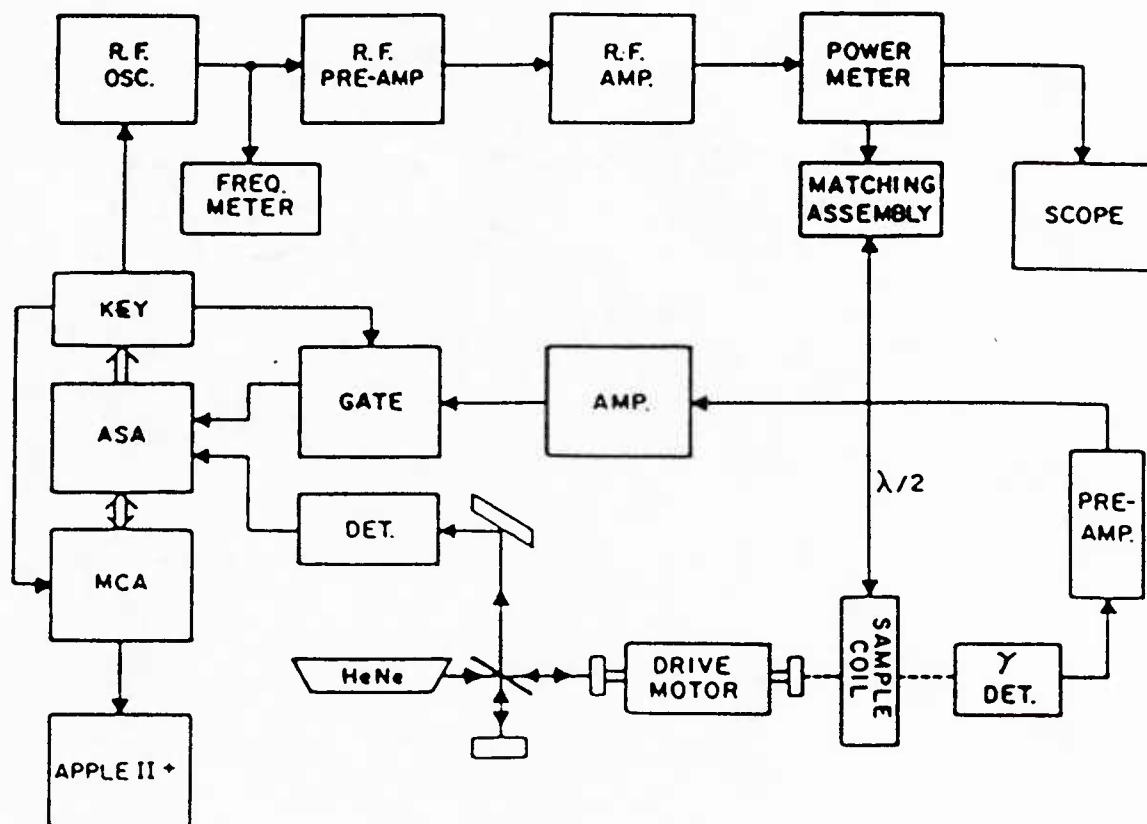 R.F.
OSC.
R.F.
PRE-AMP
R.F.
AMP.
POWER
METER
FREQ.
METER
MATCHING
ASSEMBLY
SCOPE
KEY
GATE
AMP.
ASA
λ/2
PRE-
AMP.
DET.
MCA
HeNe
DRIVE
MOTOR
SAMPLE
COIL
γ
DET.
APPLE II +